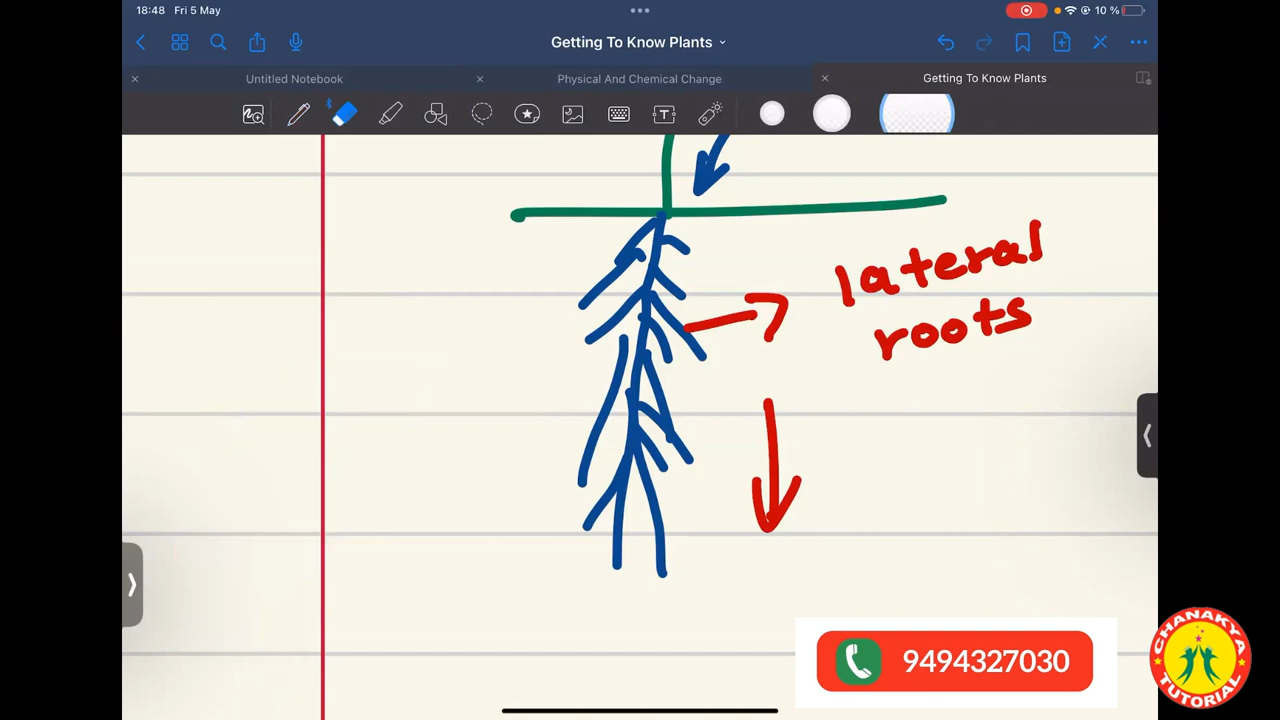 18:48 Fri 5 May
10 %
Getting To Know Plants
Untitled Notebook
Physical And Chemical Change
Getting To Know Plants
lateral
roots
9494327030
CHANAKYA
TUTORIAL